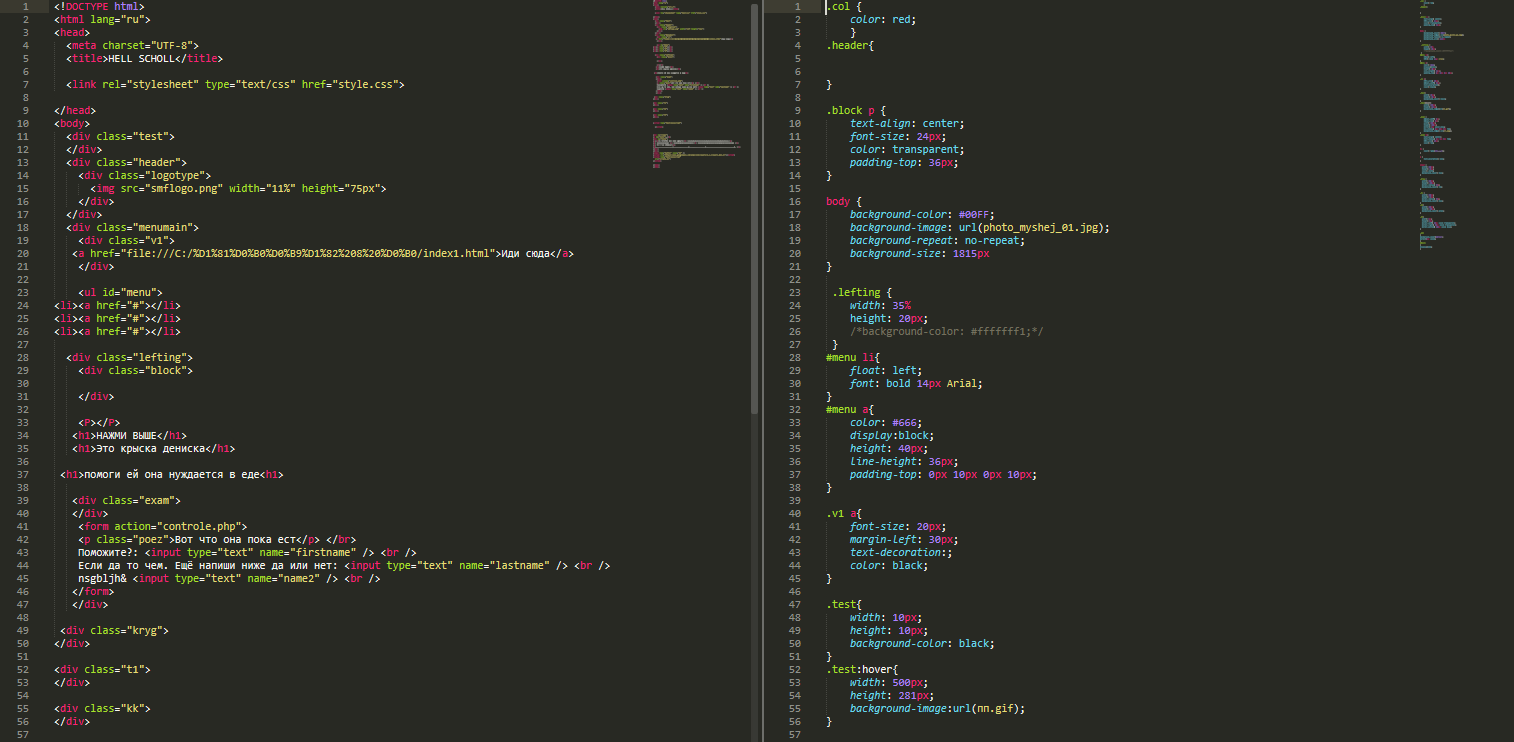 1 <!DOCTYPE html>
2 <html lang="ru">
3 <head>
4 <meta charset="UTF-8">
5 <title>HELL SCHOLL</title>
6
7 <link rel="stylesheet" type="text/css" href="style.css">
8
9 </head>
10 <body>
11 <div class="test">
12 </div>
13 <div class="header">
14 <div class="logotype">
15 <img src="smflogo.png" width="11%" height="75px">
16 </div>
17 </div>
18 <div class="menumain">
19 <div class="v1">
20 <a href="file:///C:/%D1%81%D0%B0%D0%B9%D1%82%208%20%D0%B0/index1.html">Иди сюда</a>
21 </div>
22
23 <ul id="menu">
24 <li><a href="#"></li>
25 <li><a href="#"></li>
26 <li><a href="#"></li>
27
28 <div class="lefting">
29 <div class="block">
30
31 </div>
32
33 <P></P>
34 <h1>НАЖМИ ВЫШЕ</h1>
35 <h1>Это крыска дениска</h1>
36
37 <h1>помоги ей она нуждается в еде<h1>
38
39 <div class="exam">
40 </div>
41 <form action="controle.php">
42 <p class="poez">Вот что она пока ест</p> </br>
43 Поможите?: <input type="text" name="firstname" /> <br />
44 Если да то чем. Ещё напиши ниже да или нет: <input type="text" name="lastname" /> <br />
45 nsgbljh& <input type="text" name="name2" /> <br />
46 </form>
47 </div>
48
49 <div class="kryg">
50 </div>
51
52 <div class="t1">
53 </div>
54
55 <div class="kk">
56 </div>
57
1 .col {
2 color: red;
3 }
4 .header{
5
6
7 }
8
9 .block p {
10 text-align: center;
11 font-size: 24px;
12 color: transparent;
13 padding-top: 36px;
14 }
15
16 body {
17 background-color: #00FF;
18 background-image: url(photo_myshej_01.jpg);
19 background-repeat: no-repeat;
20 background-size: 1815px
21 }
22
23 .lefting {
24 width: 35%
25 height: 20px;
26 /*background-color: #fffffff1;*/
27 }
28 #menu li{
29 float: left;
30 font: bold 14px Arial;
31 }
32 #menu a{
33 color: #666;
34 display:block;
35 height: 40px;
36 line-height: 36px;
37 padding-top: 0px 10px 0px 10px;
38 }
39
40 .v1 a{
41 font-size: 20px;
42 margin-left: 30px;
43 text-decoration:;
44 color: black;
45 }
46
47 .test{
48 width: 10px;
49 height: 10px;
50 background-color: black;
51 }
52 .test:hover{
53 width: 500px;
54 height: 281px;
55 background-image:url(пп.gif);
56 }
57